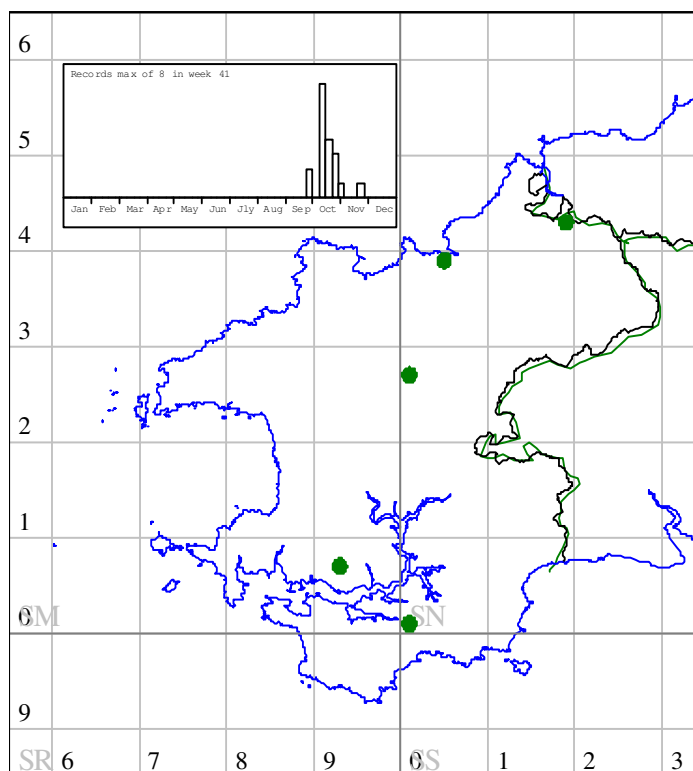 6
Records max of 8 in week 41
5
Jan Feb Mar Apr May Jun Jly Aug Sep Oct Nov Dec
4
3
2
1
SM 0 SN
9
SR 6 7 8 9 0 SS 1 2 3